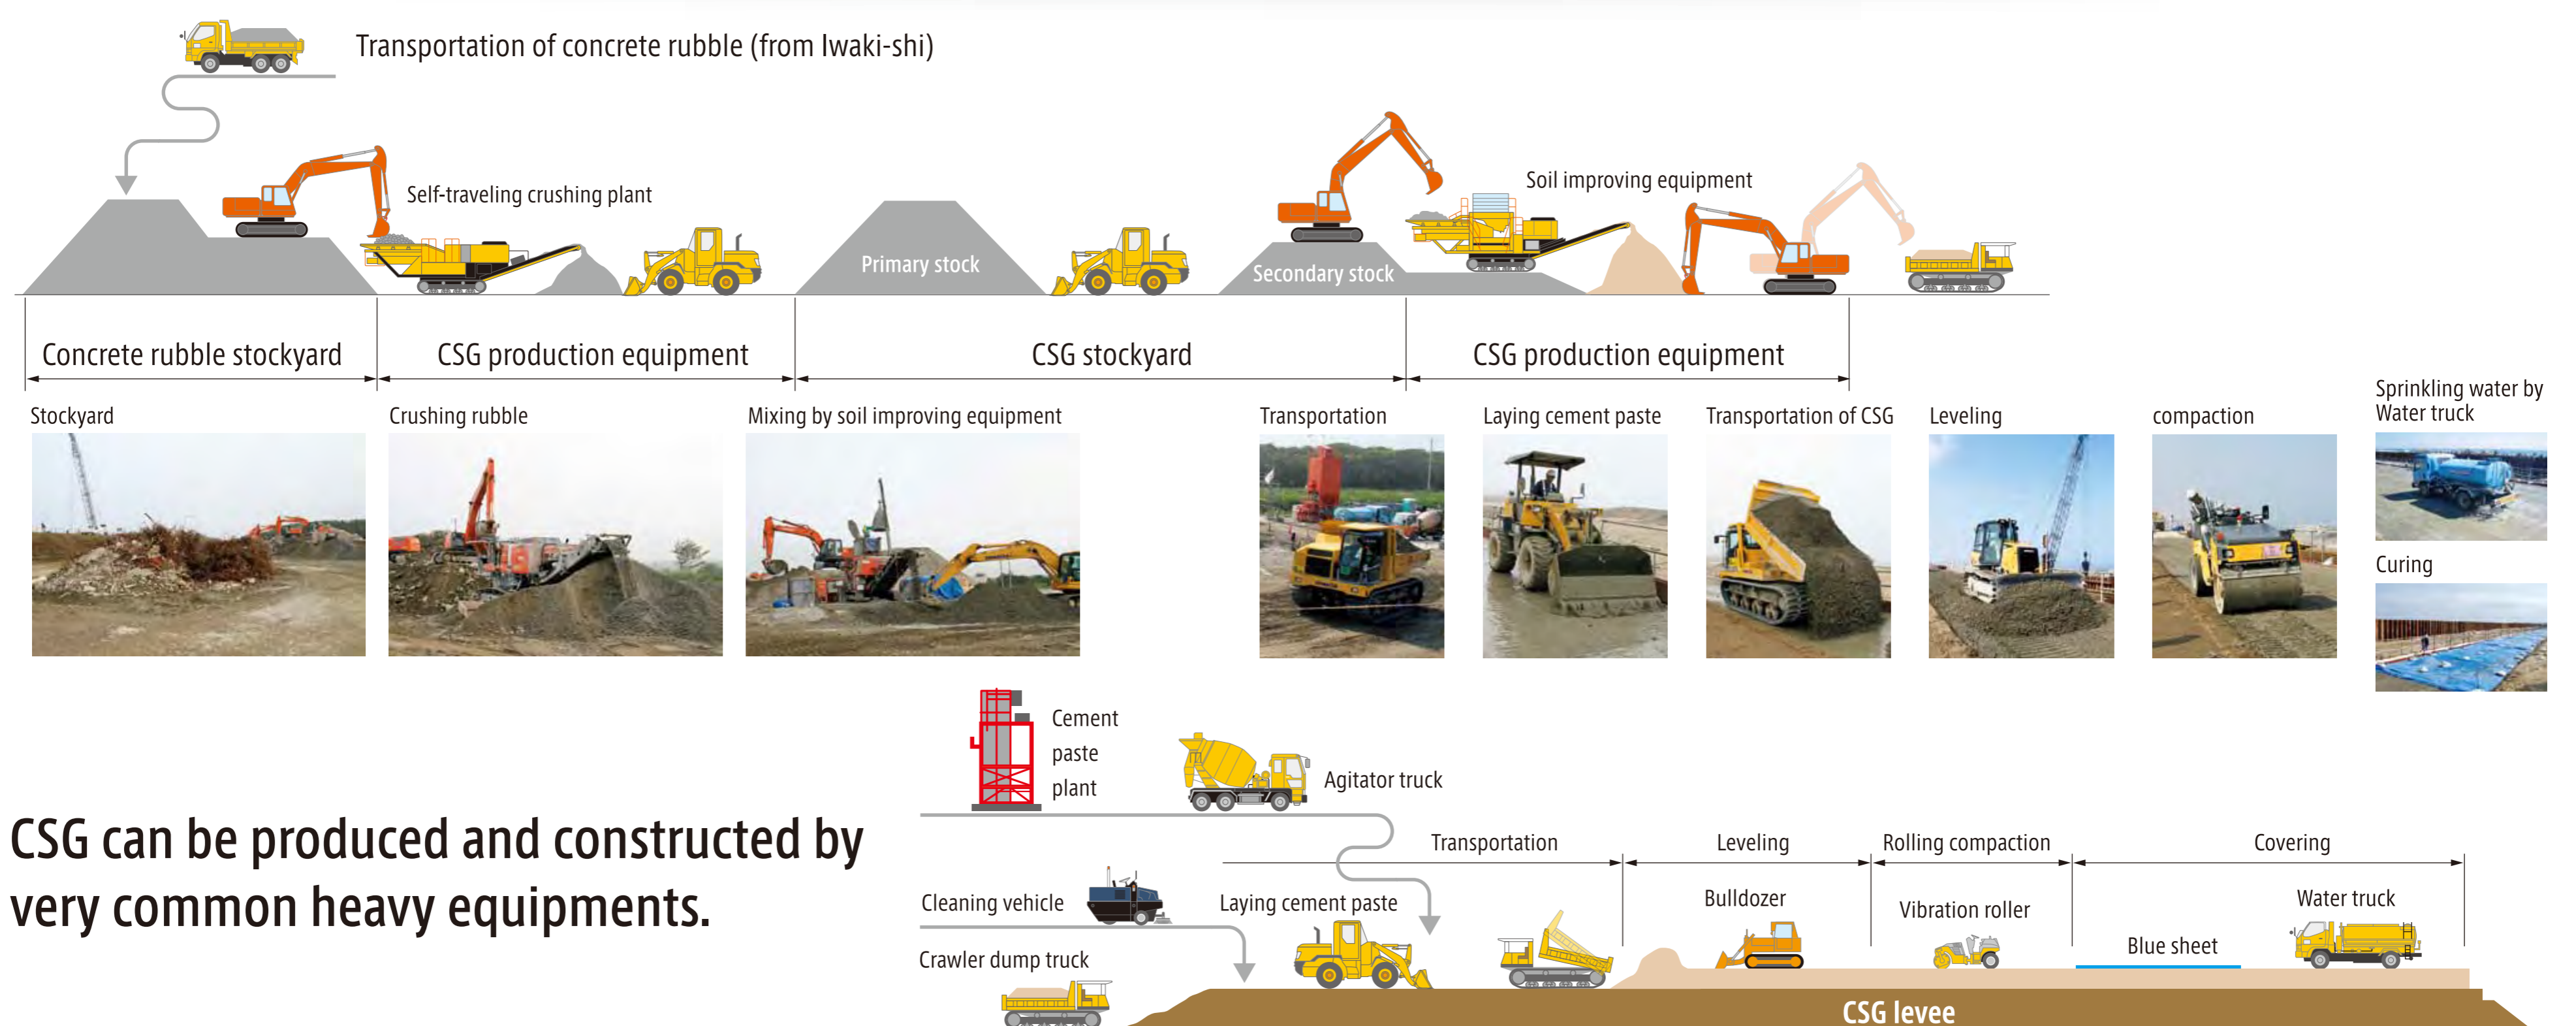 Transportation of concrete rubble (from Iwaki-shi)
Self-traveling crushing plant
Soil improving equipment
Primary stock
Secondary stock
Concrete rubble stockyard
CSG production equipment
CSG stockyard
CSG production equipment
Stockyard
Crushing rubble
Mixing by soil improving equipment
Transportation
Laying cement paste
Transportation of CSG
Leveling
compaction
Sprinkling water by
Water truck
Curing
Cement
paste
plant
Agitator truck
CSG can be produced and constructed by
very common heavy equipments.
Transportation
Leveling
Rolling compaction
Covering
Cleaning vehicle
Laying cement paste
Bulldozer
Vibration roller
Water truck
Blue sheet
Crawler dump truck
CSG levee